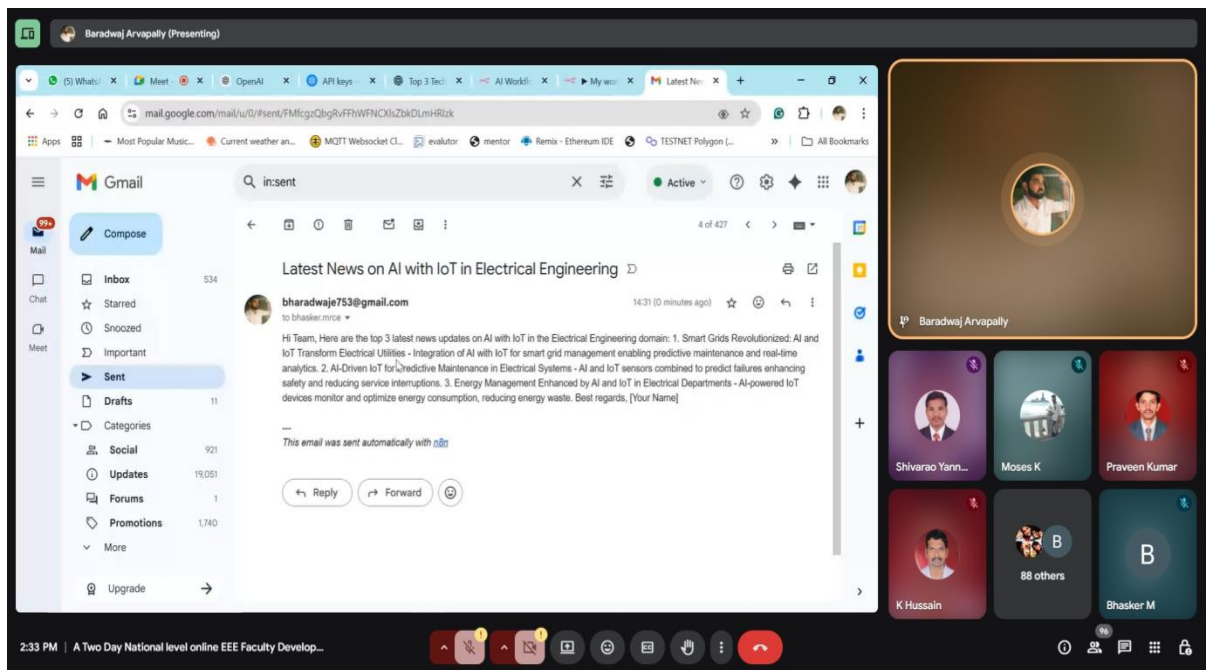 Baradwaj Arvapally (Presenting)
(5) Whats
Meet -
OpenAI
API keys -
Top 3 Tec
AI Workfl
My wor
Latest Ne
mail.google.com/mail/u/0/#sent/FMfcgzQbgRvFFhWFNCXlsZbkDLmHRlzk
Apps
Most Popular Music...
Current weather an...
MQTT Websocket Cl...
evalutor
mentor
Remix - Ethereum IDE
TESTNET Polygon (...
»
All Bookmarks
Gmail
in:sent
Active
99+
Mail
Chat
Meet
Compose
Inbox 534
Starred
Snoozed
Important
Sent
Drafts 11
Categories
Social 921
Updates 19,051
Forums 1
Promotions 1,740
More
Upgrade
4 of 427
Latest News on AI with IoT in Electrical Engineering
bharadwaje753@gmail.com
14:31 (0 minutes ago)
to bhasker.mrce
Hi Team, Here are the top 3 latest news updates on AI with IoT in the Electrical Engineering domain: 1. Smart Grids Revolutionized: AI and
IoT Transform Electrical Utilities - Integration of AI with IoT for smart grid management enabling predictive maintenance and real-time
analytics. 2. AI-Driven IoT for Predictive Maintenance in Electrical Systems - AI and IoT sensors combined to predict failures enhancing
safety and reducing service interruptions. 3. Energy Management Enhanced by AI and IoT in Electrical Departments - AI-powered IoT
devices monitor and optimize energy consumption, reducing energy waste. Best regards, [Your Name]
---
This email was sent automatically with n8n
Reply
Forward
Baradwaj Arvapally
Shivarao Yann...
Moses K
Praveen Kumar
K Hussain
B
88 others
B
Bhasker M
2:33 PM | A Two Day National level online EEE Faculty Develop...
96